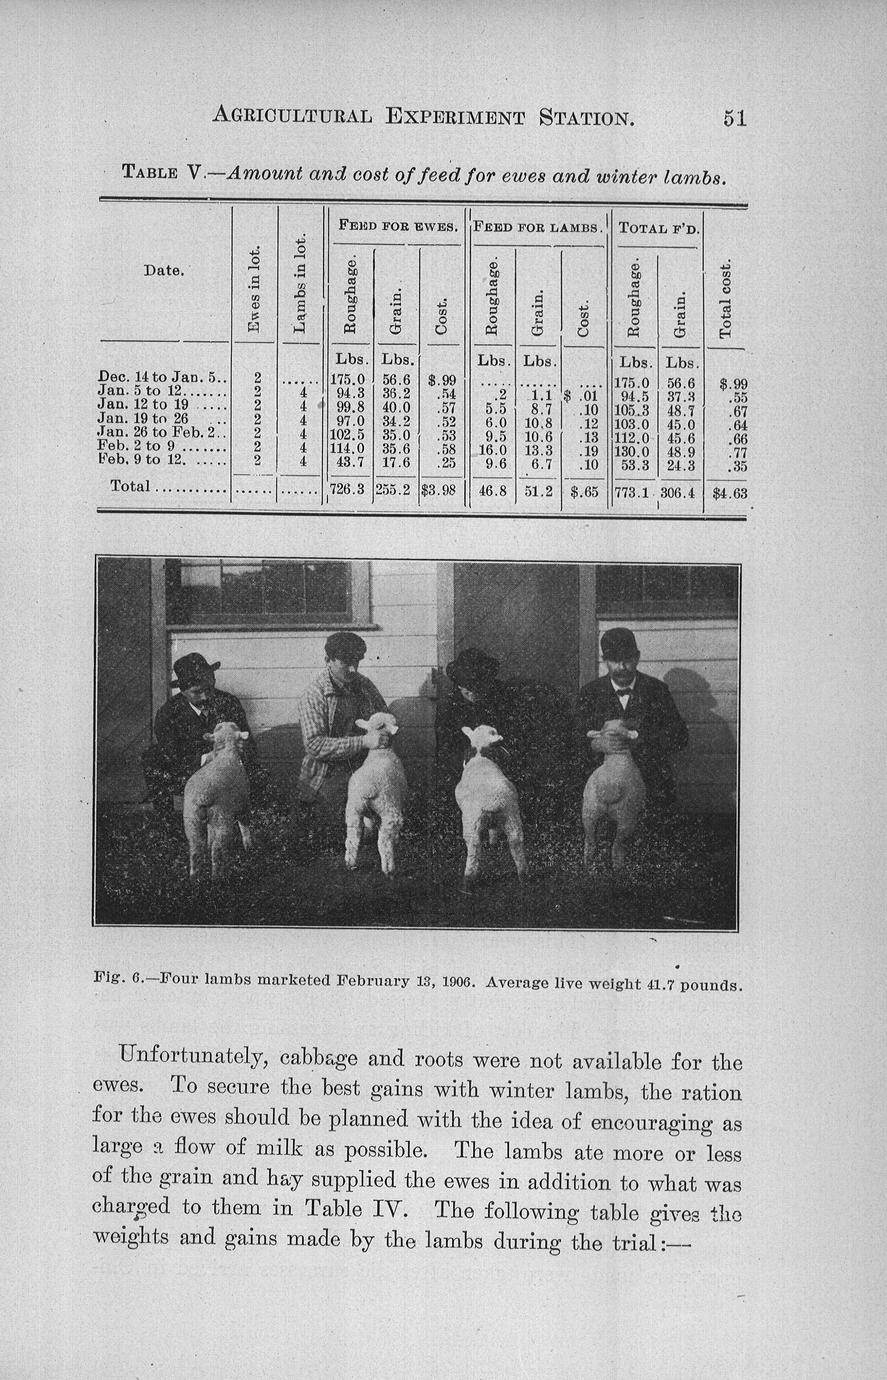 AGRICULTURAL EXPERIMENT STATION. 51
TABLE V.—Amount and cost of feed for ewes and winter lambs.
Date. Ewes in lot. Lambs in lot. FEED FOR EWES. FEED FOR LAMBS. TOTAL F'D. Total cost.
Roughage. Grain. Cost. Roughage. Grain. Cost. Roughage. Grain.
Lbs. Lbs. Lbs. Lbs. Lbs. Lbs.
Dec. 14 to Jan. 5.. 2 ...... 175.0 56.6 $.99 ..... ..... .... 175.0 56.6 $.99
Jan. 5 to 12....... 2 4 94.3 36.2 .54 .2 1.1 $ .01 94.5 37.3 .55
Jan. 12 to 19 .... 2 4 99.8 40.0 .57 5.5 8.7 .10 105.3 48.7 .67
Jan. 19 to 26 .. 2 4 97.0 34.2 .52 6.0 10.8 .12 103.0 45.0 .64
Jan. 26 to Feb. 2.. 2 4 102.5 35.0 .53 9.5 10.6 .13 112.0 45.6 .66
Feb. 2 to 9 ....... 2 4 114.0 35.6 .58 16.0 13.3 .19 130.0 48.9 .77
Feb. 9 to 12. ..... 2 4 43.7 17.6 .25 9.6 6.7 .10 53.3 24.3 .35
Total ........... ...... ...... 726.3 255.2 $3.98 46.8 51.2 $.65 773.1 306.4 $4.63
Fig. 6.—Four lambs marketed February 13, 1906. Average live weight 41.7 pounds.
Unfortunately, cabbage and roots were not available for the
ewes. To secure the best gains with winter lambs, the ration
for the ewes should be planned with the idea of encouraging as
large a flow of milk as possible. The lambs ate more or less
of the grain and hay supplied the ewes in addition to what was
charged to them in Table IV. The following table gives the
weights and gains made by the lambs during the trial:—